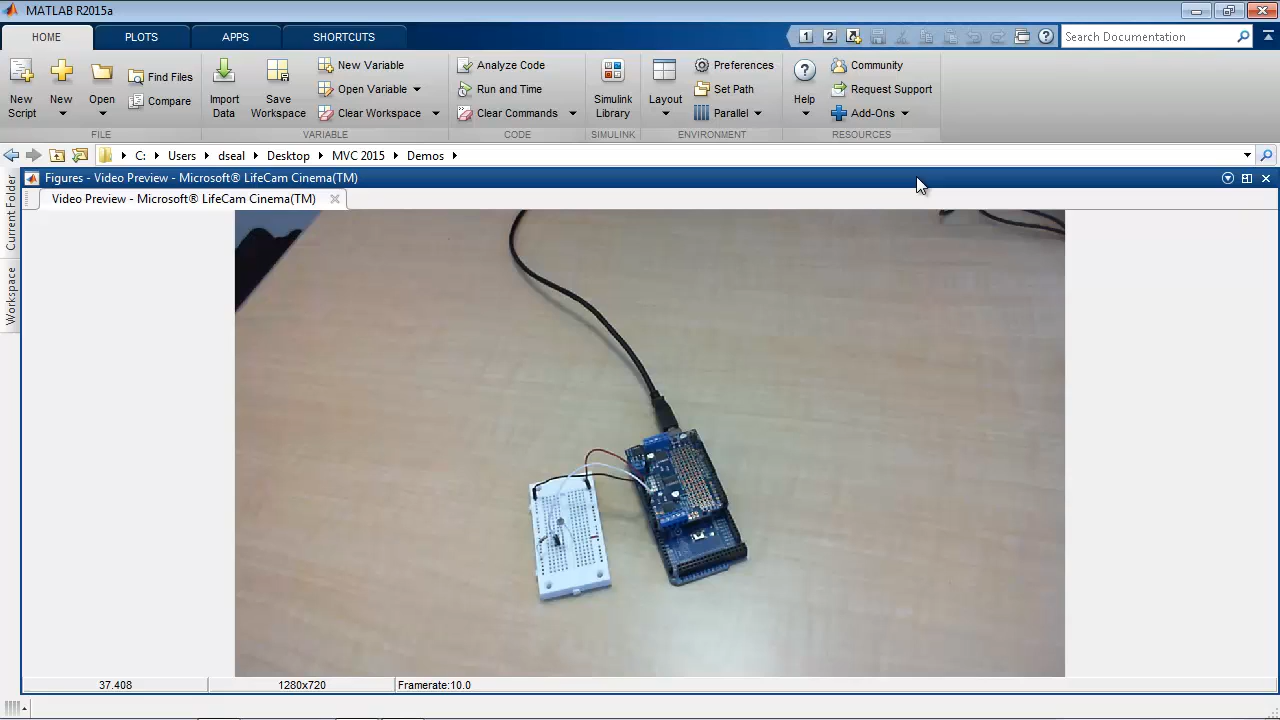 MATLAB R2015a
HOME PLOTS APPS SHORTCUTS
1 2 Search Documentation
New Script
New
Open
Find Files
Compare
Import Data
Save Workspace
New Variable
Open Variable
Clear Workspace
Analyze Code
Run and Time
Clear Commands
Simulink Library
Layout
Preferences
Set Path
Parallel
Help
Community
Request Support
Add-Ons
FILE VARIABLE CODE SIMULINK ENVIRONMENT RESOURCES
C: Users dseal Desktop MVC 2015 Demos
Figures - Video Preview - Microsoft® LifeCam Cinema(TM)
Video Preview - Microsoft® LifeCam Cinema(TM)
Current Folder
Workspace
37.408 1280x720 Framerate:10.0